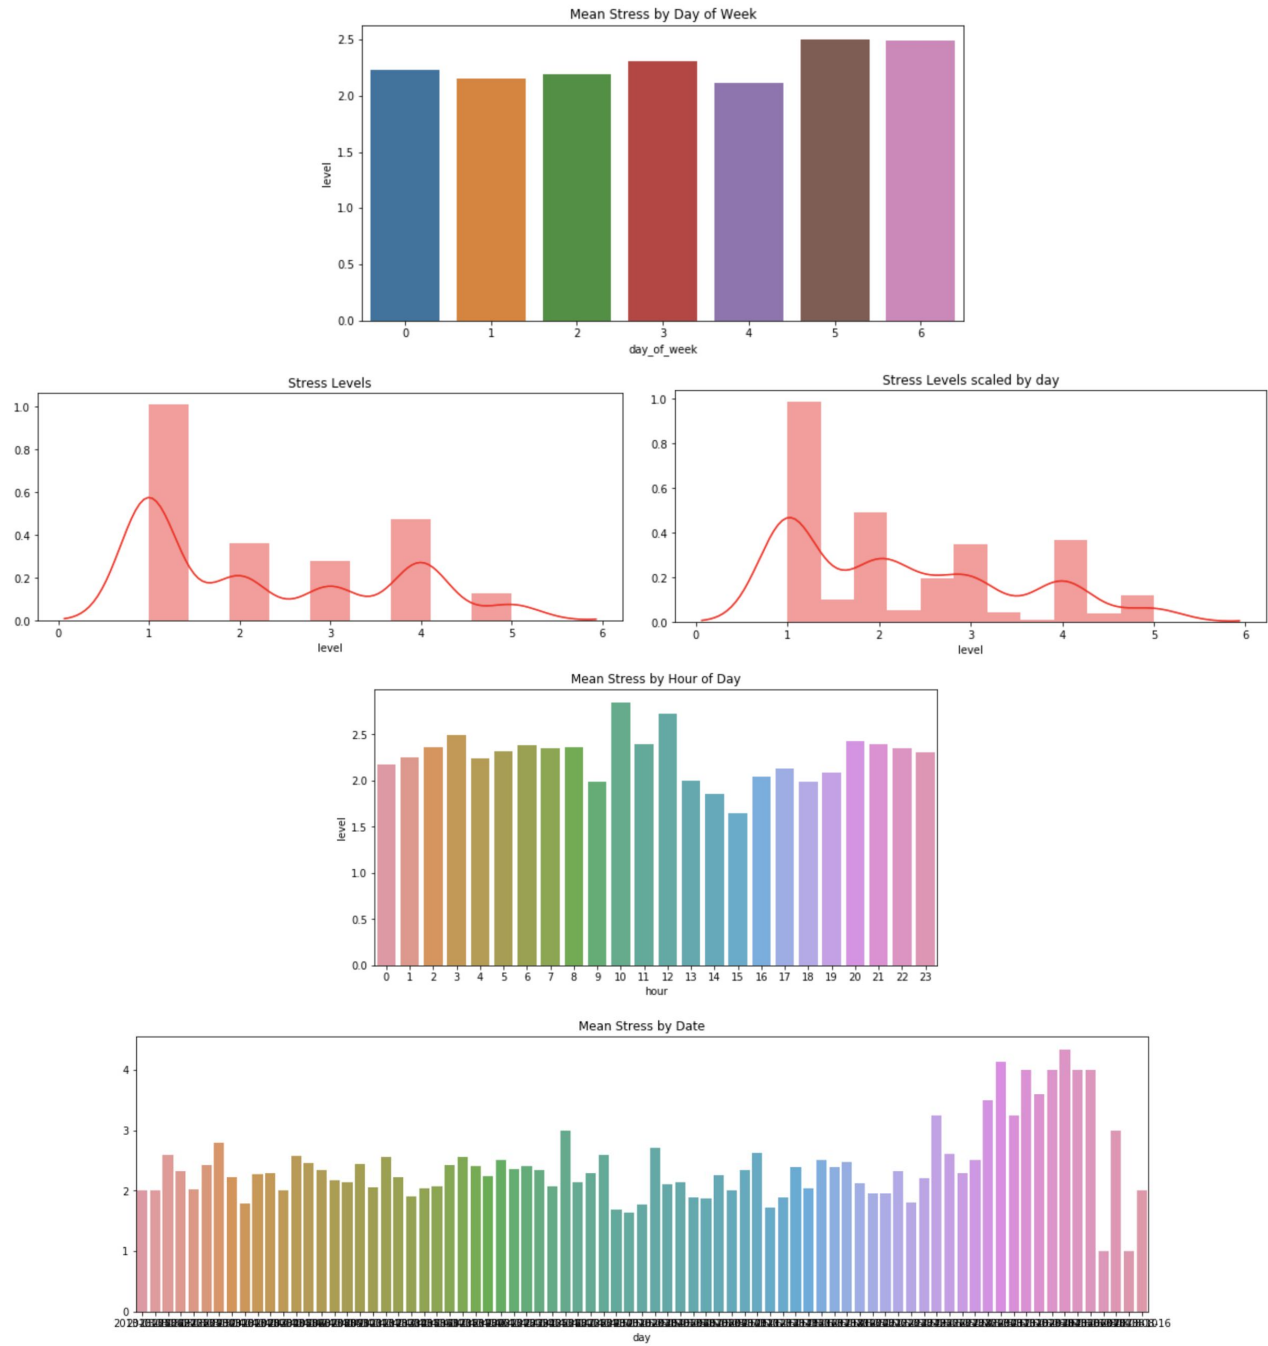 Mean Stress by Day of Week
2.5
2.0
1.5
1.0
0.5
0.0
level
0 1 2 3 4 5 6
day_of_week
Stress Levels
1.0
0.8
0.6
0.4
0.2
0.0
0 1 2 3 4 5 6
level
Stress Levels scaled by day
1.0
0.8
0.6
0.4
0.2
0.0
0 1 2 3 4 5 6
level
Mean Stress by Hour of Day
2.5
2.0
1.5
1.0
0.5
0.0
level
0 1 2 3 4 5 6 7 8 9 10 11 12 13 14 15 16 17 18 19 20 21 22 23
hour
Mean Stress by Date
4
3
2
1
0
day